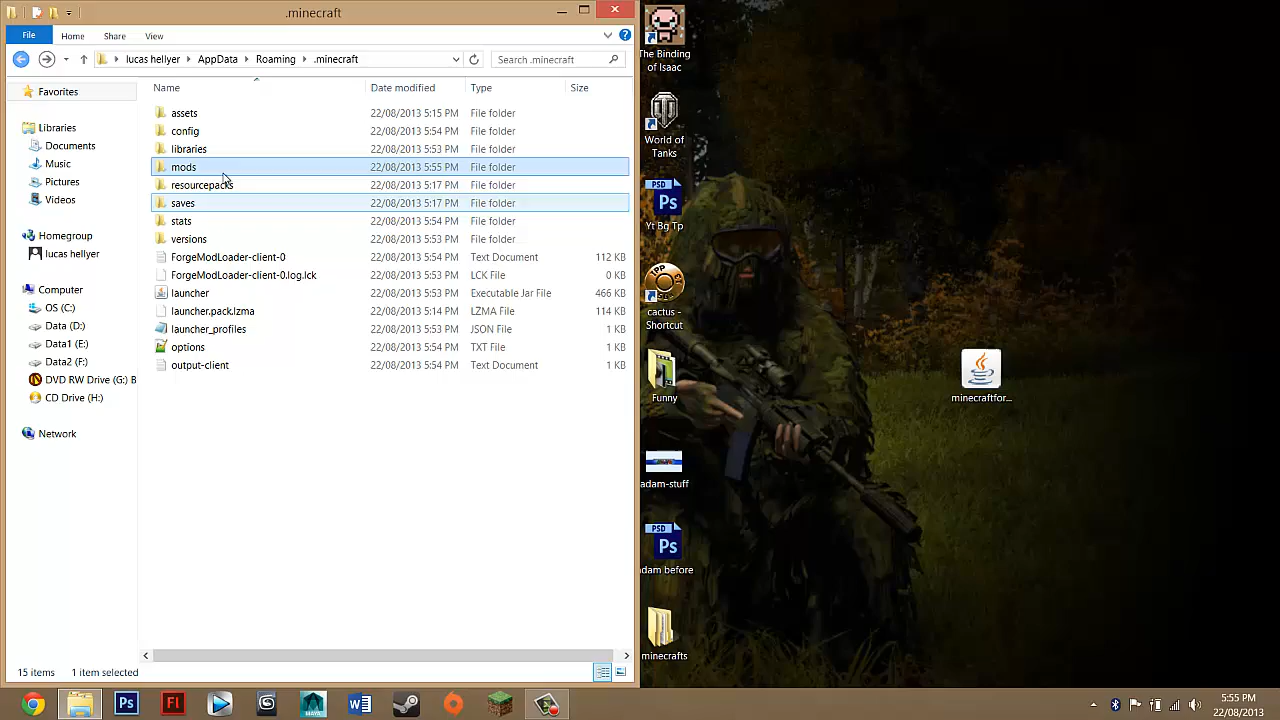 .minecraft
File Home Share View
lucas hellyer AppData Roaming .minecraft Search .minecraft
Name Date modified Type Size
Favorites
Libraries
Documents
Music
Pictures
Videos
Homegroup
lucas hellyer
Computer
OS (C:)
Data (D:)
Data1 (E:)
Data2 (F:)
DVD RW Drive (G:) B
CD Drive (H:)
Network
assets 22/08/2013 5:15 PM File folder
config 22/08/2013 5:54 PM File folder
libraries 22/08/2013 5:53 PM File folder
mods 22/08/2013 5:55 PM File folder
resourcepacks 22/08/2013 5:17 PM File folder
saves 22/08/2013 5:17 PM File folder
stats 22/08/2013 5:54 PM File folder
versions 22/08/2013 5:53 PM File folder
ForgeModLoader-client-0 22/08/2013 5:54 PM Text Document 112 KB
ForgeModLoader-client-0.log.lck 22/08/2013 5:53 PM LCK File 0 KB
launcher 22/08/2013 5:53 PM Executable Jar File 466 KB
launcher.pack.lzma 22/08/2013 5:14 PM LZMA File 114 KB
launcher_profiles 22/08/2013 5:53 PM JSON File 1 KB
options 22/08/2013 5:54 PM TXT File 1 KB
output-client 22/08/2013 5:54 PM Text Document 1 KB
15 items 1 item selected
The Binding
of Isaac
World of
Tanks
PSD
Ps
Yt Bg Tp
cactus -
Shortcut
Funny
adam-stuff
PSD
Ps
dam before
minecrafts
minecraftfor...
Ps
Fl
MAYA
W
5:55 PM
22/08/2013